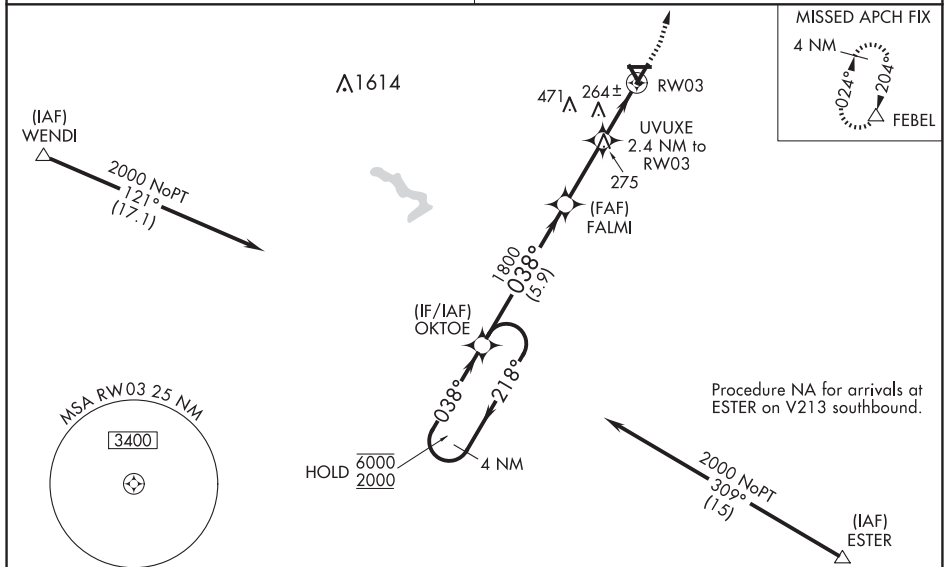 MISSED APCH FIX
4 NM
024°
204°
FEBEL
1614
471
264±
RW03
UVUXE
2.4 NM to
RW03
275
(IAF)
WENDI
2000 NoPT
121°
(17.1)
(FAF)
FALMI
1800
038°
(5.9)
(IF/IAF)
OKTOE
038°
218°
HOLD
6000
2000
4 NM
MSA RW03 25 NM
3400
Procedure NA for arrivals at
ESTER on V213 southbound.
2000 NoPT
309°
(15)
(IAF)
ESTER